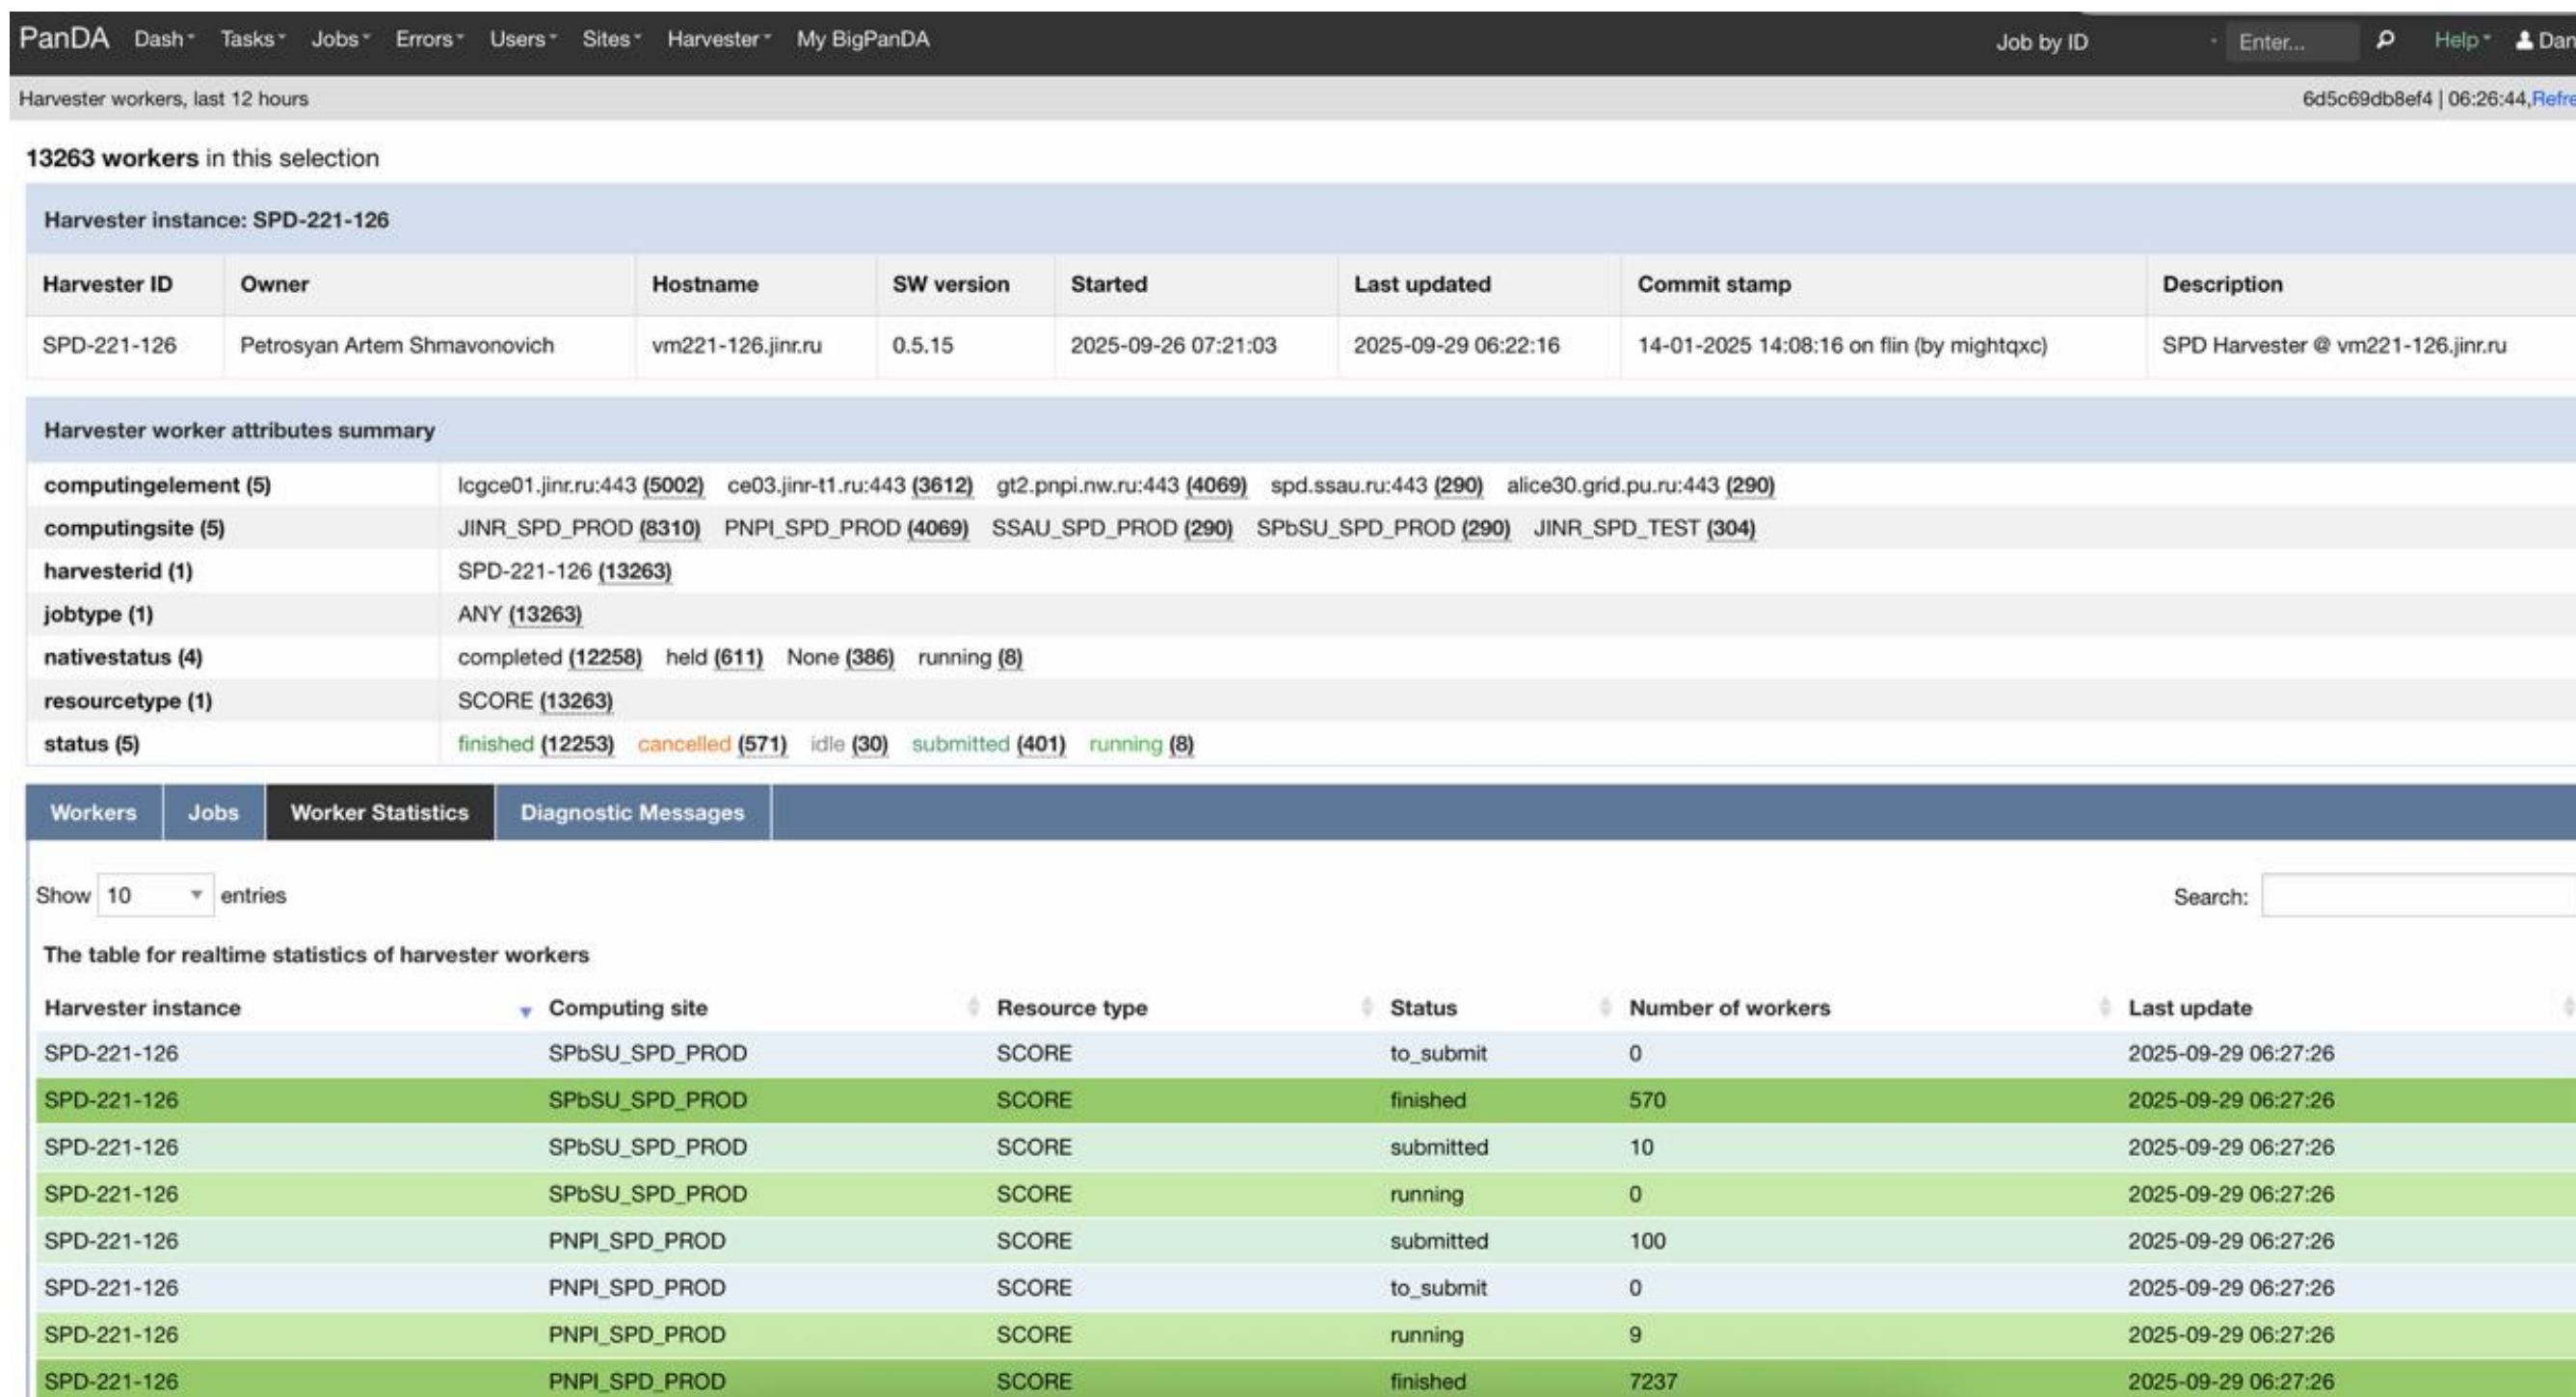 PanDA Dash Tasks Jobs Errors Users Sites Harvester My BigPanDA Job by ID Enter... Help Dan
Harvester workers, last 12 hours 6d5c69db8ef4 | 06:26:44, Refre
13263 workers in this selection
Harvester instance: SPD-221-126
Harvester ID Owner Hostname SW version Started Last updated Commit stamp Description
SPD-221-126 Petrosyan Artem Shmavonovich vm221-126.jinr.ru 0.5.15 2025-09-26 07:21:03 2025-09-29 06:22:16 14-01-2025 14:08:16 on flin (by mightqxc) SPD Harvester @ vm221-126.jinr.ru
Harvester worker attributes summary
computingelement (5) lcgce01.jinr.ru:443 (5002) ce03.jinr-t1.ru:443 (3612) gt2.pnpi.nw.ru:443 (4069) spd.ssau.ru:443 (290) alice30.grid.pu.ru:443 (290)
computingsite (5) JINR_SPD_PROD (8310) PNPI_SPD_PROD (4069) SSAU_SPD_PROD (290) SPbSU_SPD_PROD (290) JINR_SPD_TEST (304)
harvesterid (1) SPD-221-126 (13263)
jobtype (1) ANY (13263)
nativestatus (4) completed (12258) held (611) None (386) running (8)
resourcetype (1) SCORE (13263)
status (5) finished (12253) cancelled (571) idle (30) submitted (401) running (8)
Workers Jobs Worker Statistics Diagnostic Messages
Show 10 entries Search:
The table for realtime statistics of harvester workers
Harvester instance Computing site Resource type Status Number of workers Last update
SPD-221-126 SPbSU_SPD_PROD SCORE to_submit 0 2025-09-29 06:27:26
SPD-221-126 SPbSU_SPD_PROD SCORE finished 570 2025-09-29 06:27:26
SPD-221-126 SPbSU_SPD_PROD SCORE submitted 10 2025-09-29 06:27:26
SPD-221-126 SPbSU_SPD_PROD SCORE running 0 2025-09-29 06:27:26
SPD-221-126 PNPI_SPD_PROD SCORE submitted 100 2025-09-29 06:27:26
SPD-221-126 PNPI_SPD_PROD SCORE to_submit 0 2025-09-29 06:27:26
SPD-221-126 PNPI_SPD_PROD SCORE running 9 2025-09-29 06:27:26
SPD-221-126 PNPI_SPD_PROD SCORE finished 7237 2025-09-29 06:27:26